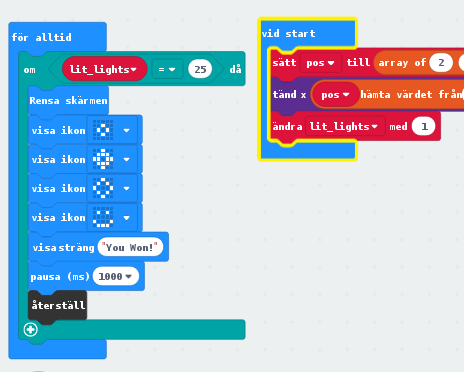 för alltid
om lit_lights = 25 då
Rensa skärmen
visa ikon
visa ikon
visa ikon
visa ikon
visa sträng "You Won!"
pausa (ms) 1000
återställ
vid start
sätt pos till array of 2
tänd x pos hämta värdet från
ändra lit_lights med 1